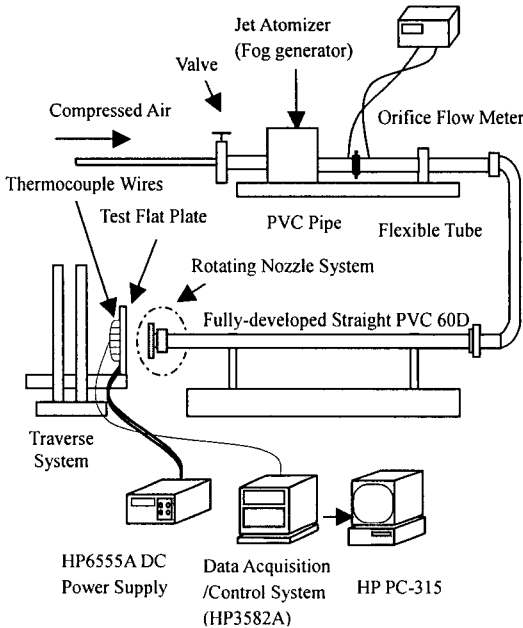 Jet Atomizer
(Fog generator)
Valve
Compressed Air
Orifice Flow Meter
Thermocouple Wires
Test Flat Plate
PVC Pipe
Flexible Tube
Rotating Nozzle System
Fully-developed Straight PVC 60D
Traverse
System
HP6555A DC
Power Supply
Data Acquisition
/Control System
(HP3582A)
HP PC-315